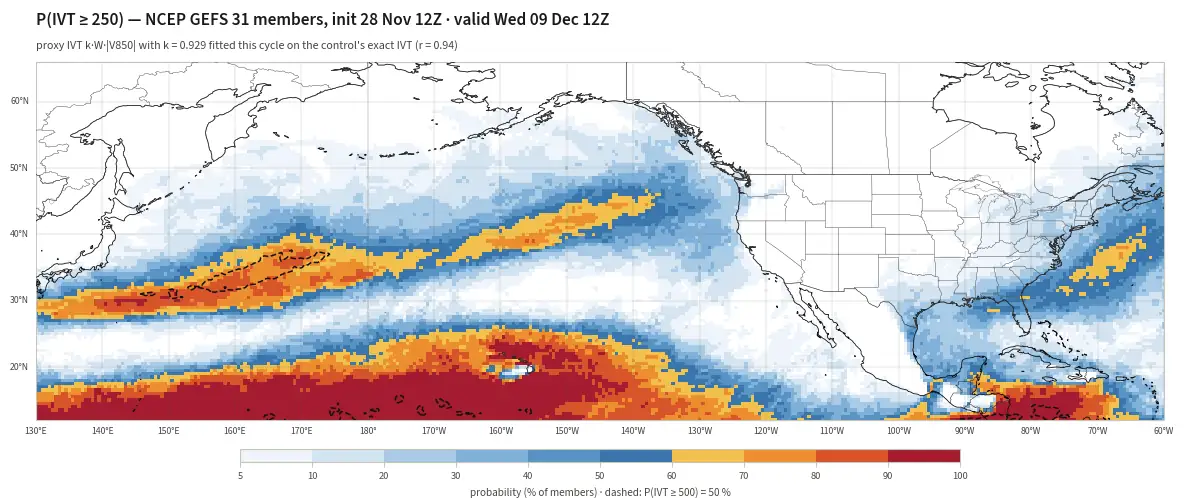 P(IVT ≥ 250) — NCEP GEFS 31 members, init 28 Nov 12Z · valid Wed 09 Dec 12Z
proxy IVT k·W·|V850| with k = 0.929 fitted this cycle on the control's exact IVT (r = 0.94)
60°N
50°N
40°N
30°N
20°N
130°E 140°E 150°E 160°E 170°E 180° 170°W 160°W 150°W 140°W 130°W 120°W 110°W 100°W 90°W 80°W 70°W 60°W
5 10 20 30 40 50 60 70 80 90 100
probability (% of members) · dashed: P(IVT ≥ 500) = 50 %